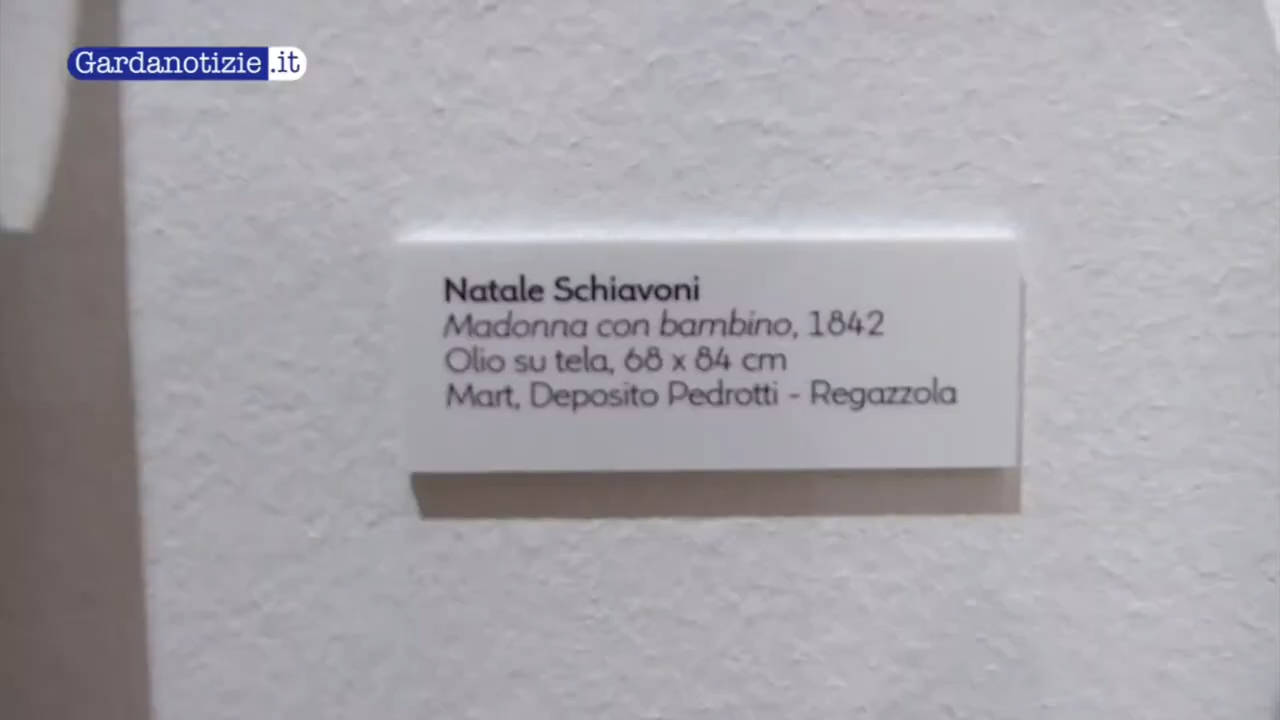 Gardanotizie.it
Natale Schiavoni
Madonna con bambino, 1842
Olio su tela, 68 x 84 cm
Mart, Deposito Pedrotti - Regazzola